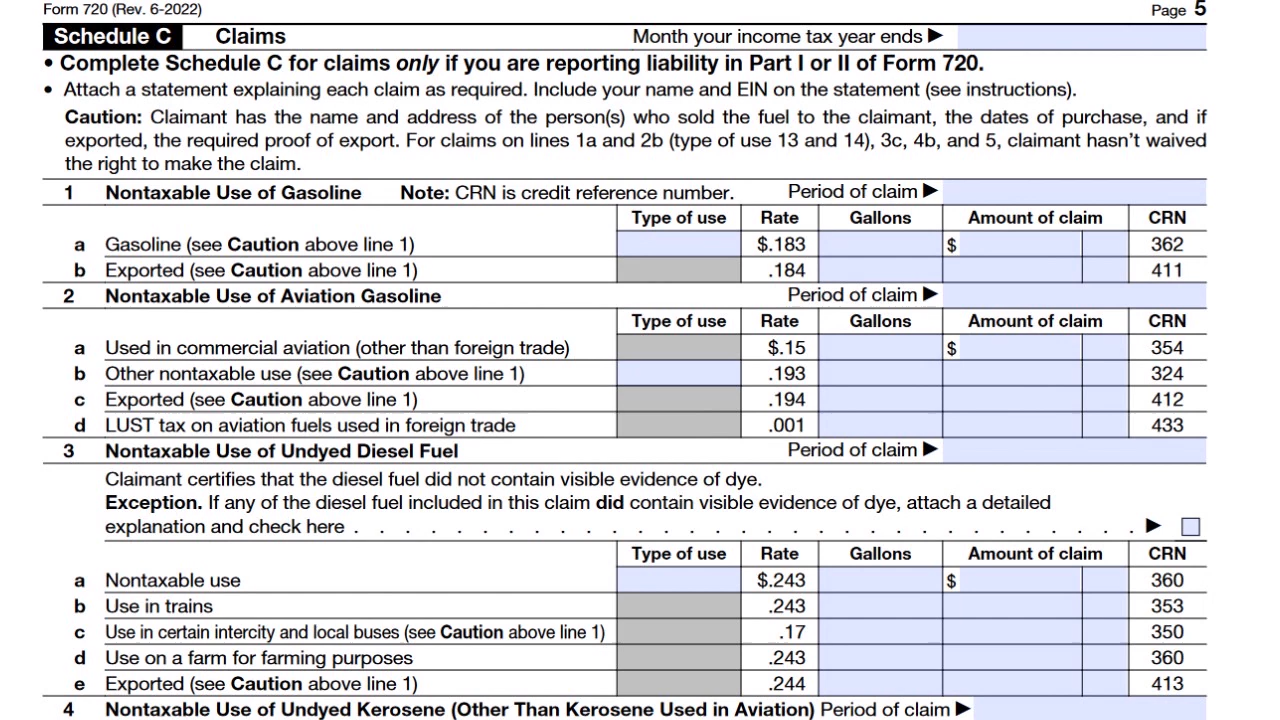 Form 720 (Rev. 6-2022) Page 5
Schedule C Claims Month your income tax year ends ▶
• Complete Schedule C for claims only if you are reporting liability in Part I or II of Form 720.
• Attach a statement explaining each claim as required. Include your name and EIN on the statement (see instructions).
Caution: Claimant has the name and address of the person(s) who sold the fuel to the claimant, the dates of purchase, and if
exported, the required proof of export. For claims on lines 1a and 2b (type of use 13 and 14), 3c, 4b, and 5, claimant hasn't waived
the right to make the claim.
1 Nontaxable Use of Gasoline Note: CRN is credit reference number. Period of claim ▶
Type of use Rate Gallons Amount of claim CRN
a Gasoline (see Caution above line 1) $.183 $ 362
b Exported (see Caution above line 1) .184 411
2 Nontaxable Use of Aviation Gasoline Period of claim ▶
Type of use Rate Gallons Amount of claim CRN
a Used in commercial aviation (other than foreign trade) $.15 $ 354
b Other nontaxable use (see Caution above line 1) .193 324
c Exported (see Caution above line 1) .194 412
d LUST tax on aviation fuels used in foreign trade .001 433
3 Nontaxable Use of Undyed Diesel Fuel Period of claim ▶
Claimant certifies that the diesel fuel did not contain visible evidence of dye.
Exception. If any of the diesel fuel included in this claim did contain visible evidence of dye, attach a detailed
explanation and check here . . . . . . . . . . . . . . . . . . . . . . . . . . . . . . . ▶
Type of use Rate Gallons Amount of claim CRN
a Nontaxable use $.243 $ 360
b Use in trains .243 353
c Use in certain intercity and local buses (see Caution above line 1) .17 350
d Use on a farm for farming purposes .243 360
e Exported (see Caution above line 1) .244 413
4 Nontaxable Use of Undyed Kerosene (Other Than Kerosene Used in Aviation) Period of claim ▶